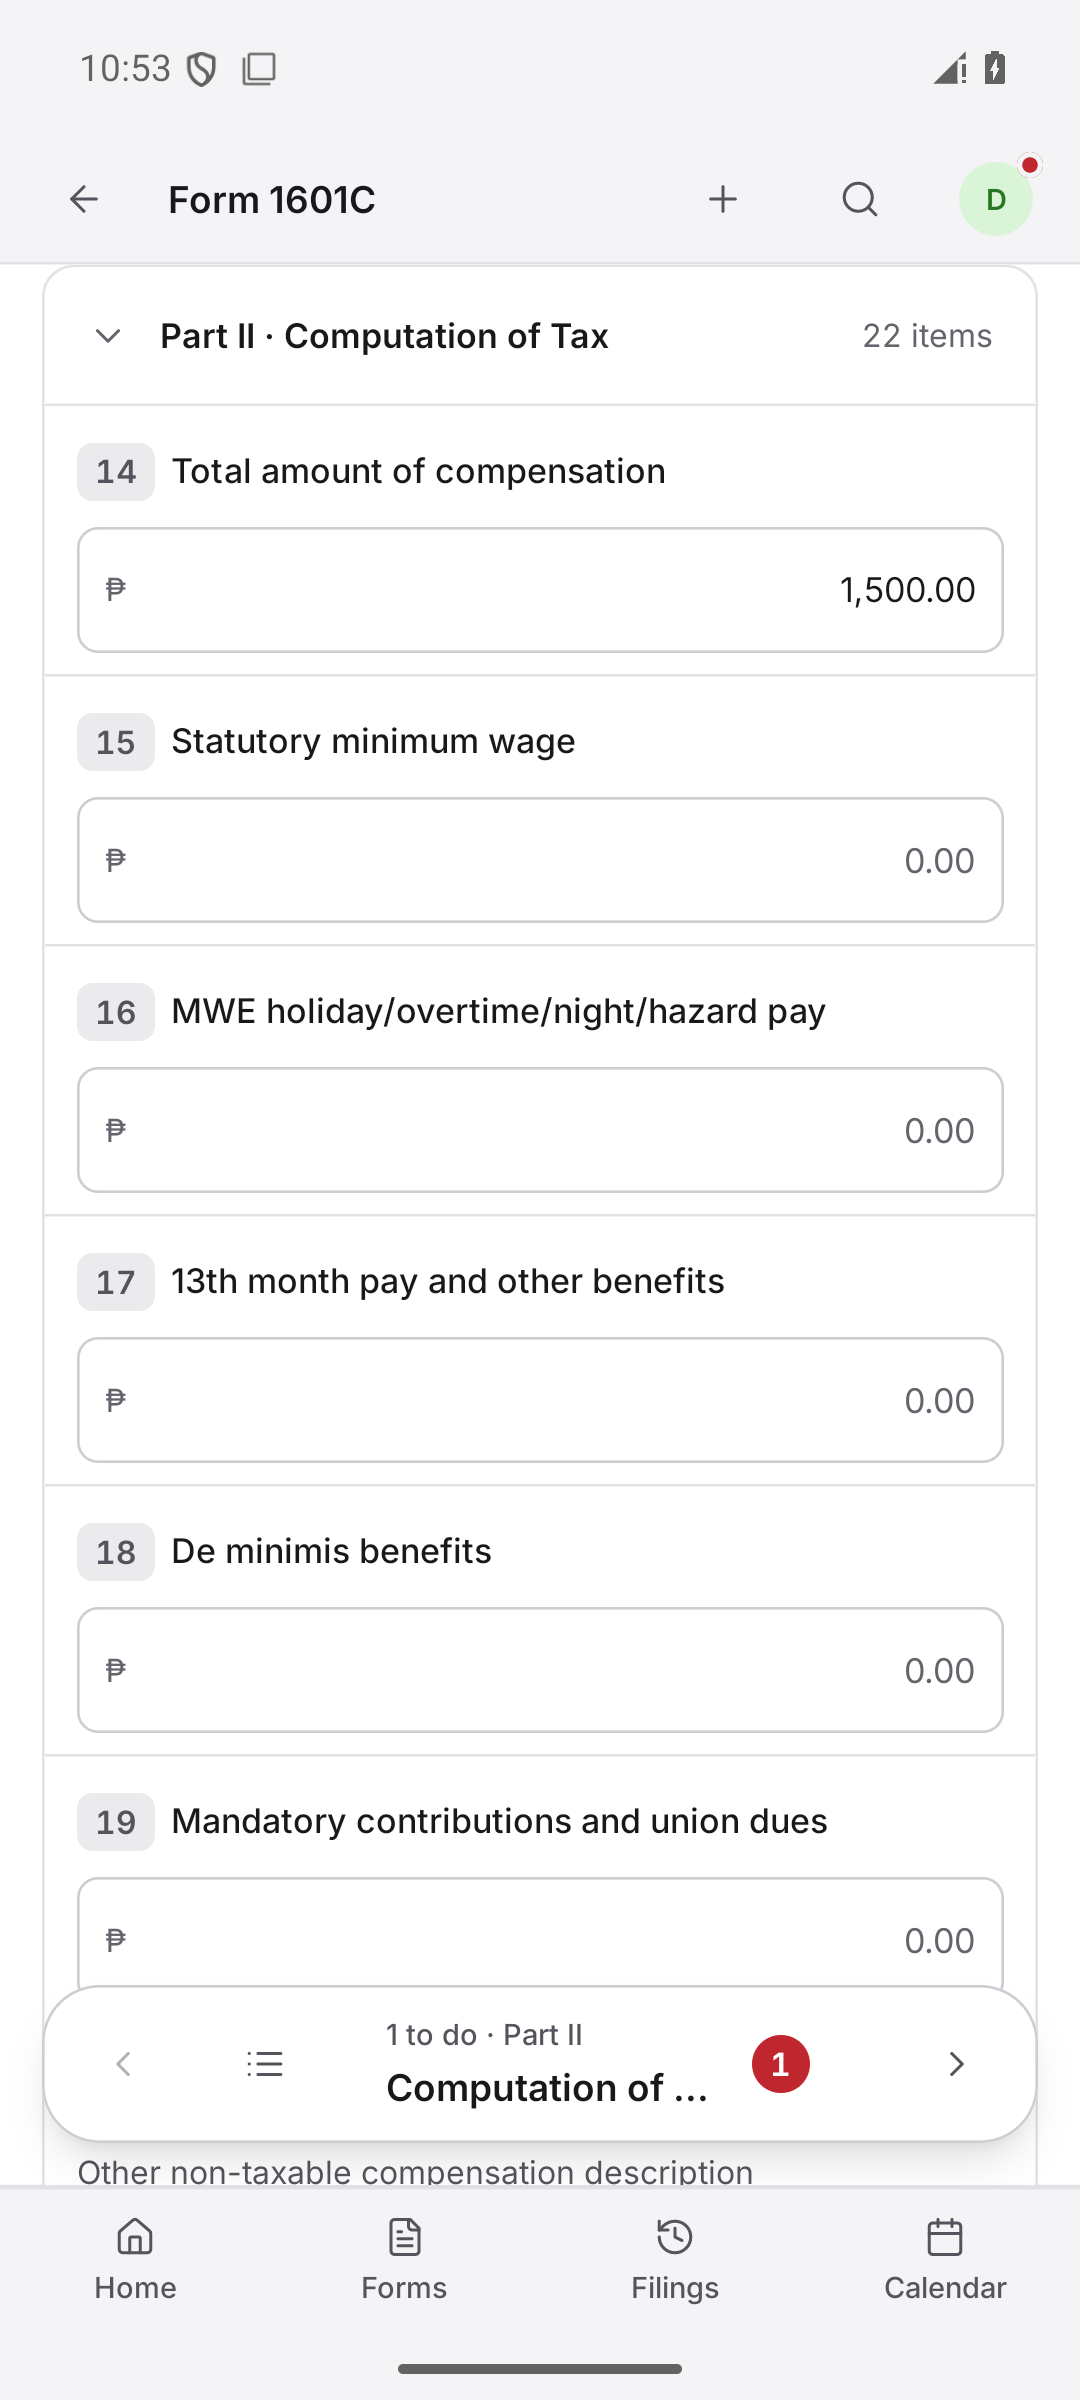 10:53
Form 1601C
D
Part II · Computation of Tax
22 items
14 Total amount of compensation
₱ 1,500.00
15 Statutory minimum wage
₱ 0.00
16 MWE holiday/overtime/night/hazard pay
₱ 0.00
17 13th month pay and other benefits
₱ 0.00
18 De minimis benefits
₱ 0.00
19 Mandatory contributions and union dues
₱ 0.00
1 to do · Part II
Computation of ...
1
Other non-taxable compensation description
Home
Forms
Filings
Calendar